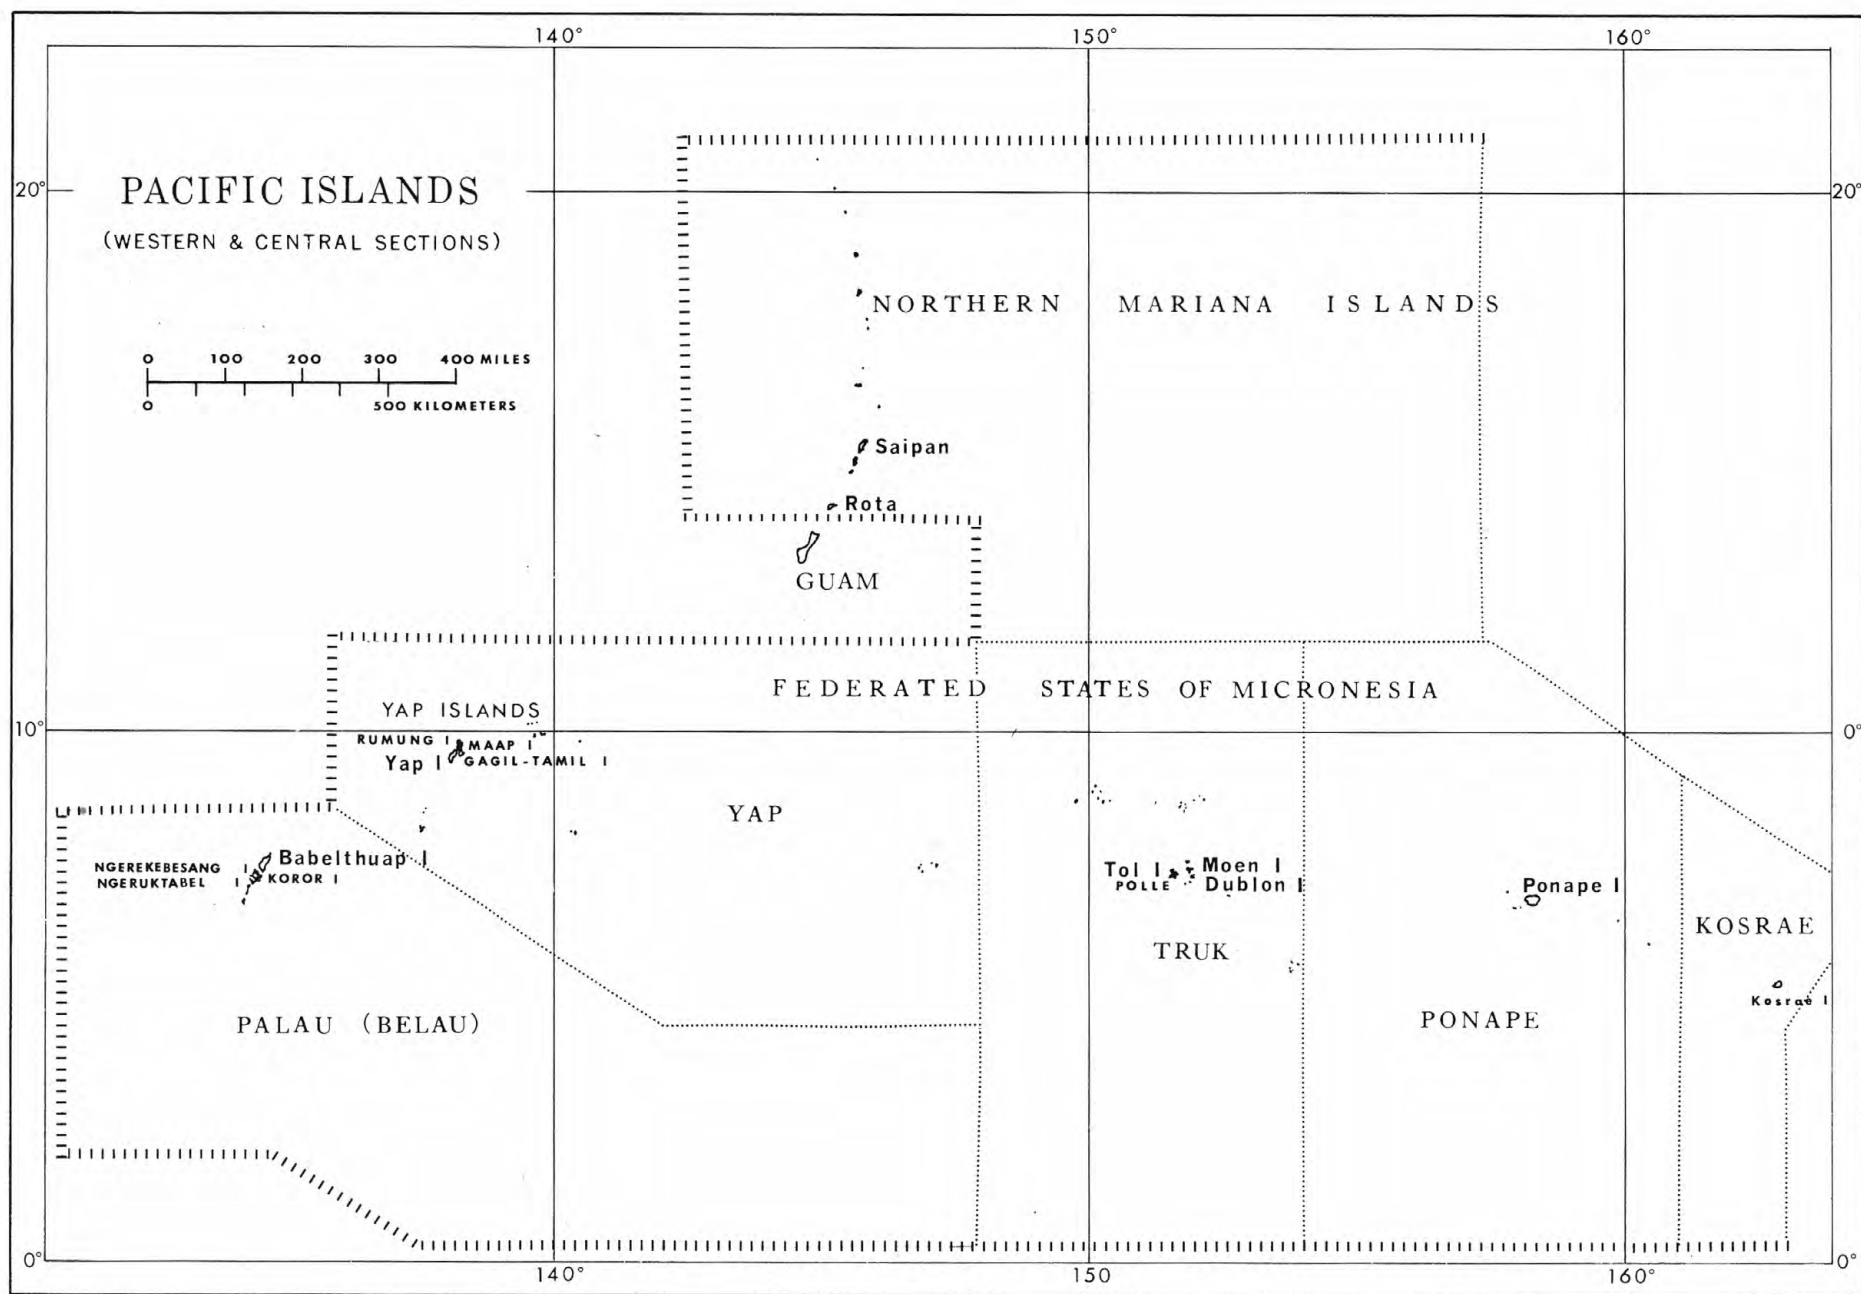 140° 150° 160°
20° PACIFIC ISLANDS 20°
(WESTERN & CENTRAL SECTIONS)
NORTHERN MARIANA ISLANDS
0 100 200 300 400 MILES
0 500 KILOMETERS
Saipan
Rota
GUAM
FEDERATED STATES OF MICRONESIA
YAP ISLANDS
10° 0°
RUMUNG I MAAP I
Yap I GAGIL-TAMIL I
YAP
Babelthuap I
NGEREKEBESANG I
KOROR I
NGERUKTABEL I
Tol I Moen I
POLLE Dublon I
Ponape I
KOSRAE
TRUK
Kosrae I
PALAU (BELAU)
PONAPE
0° 0°
140° 150° 160°